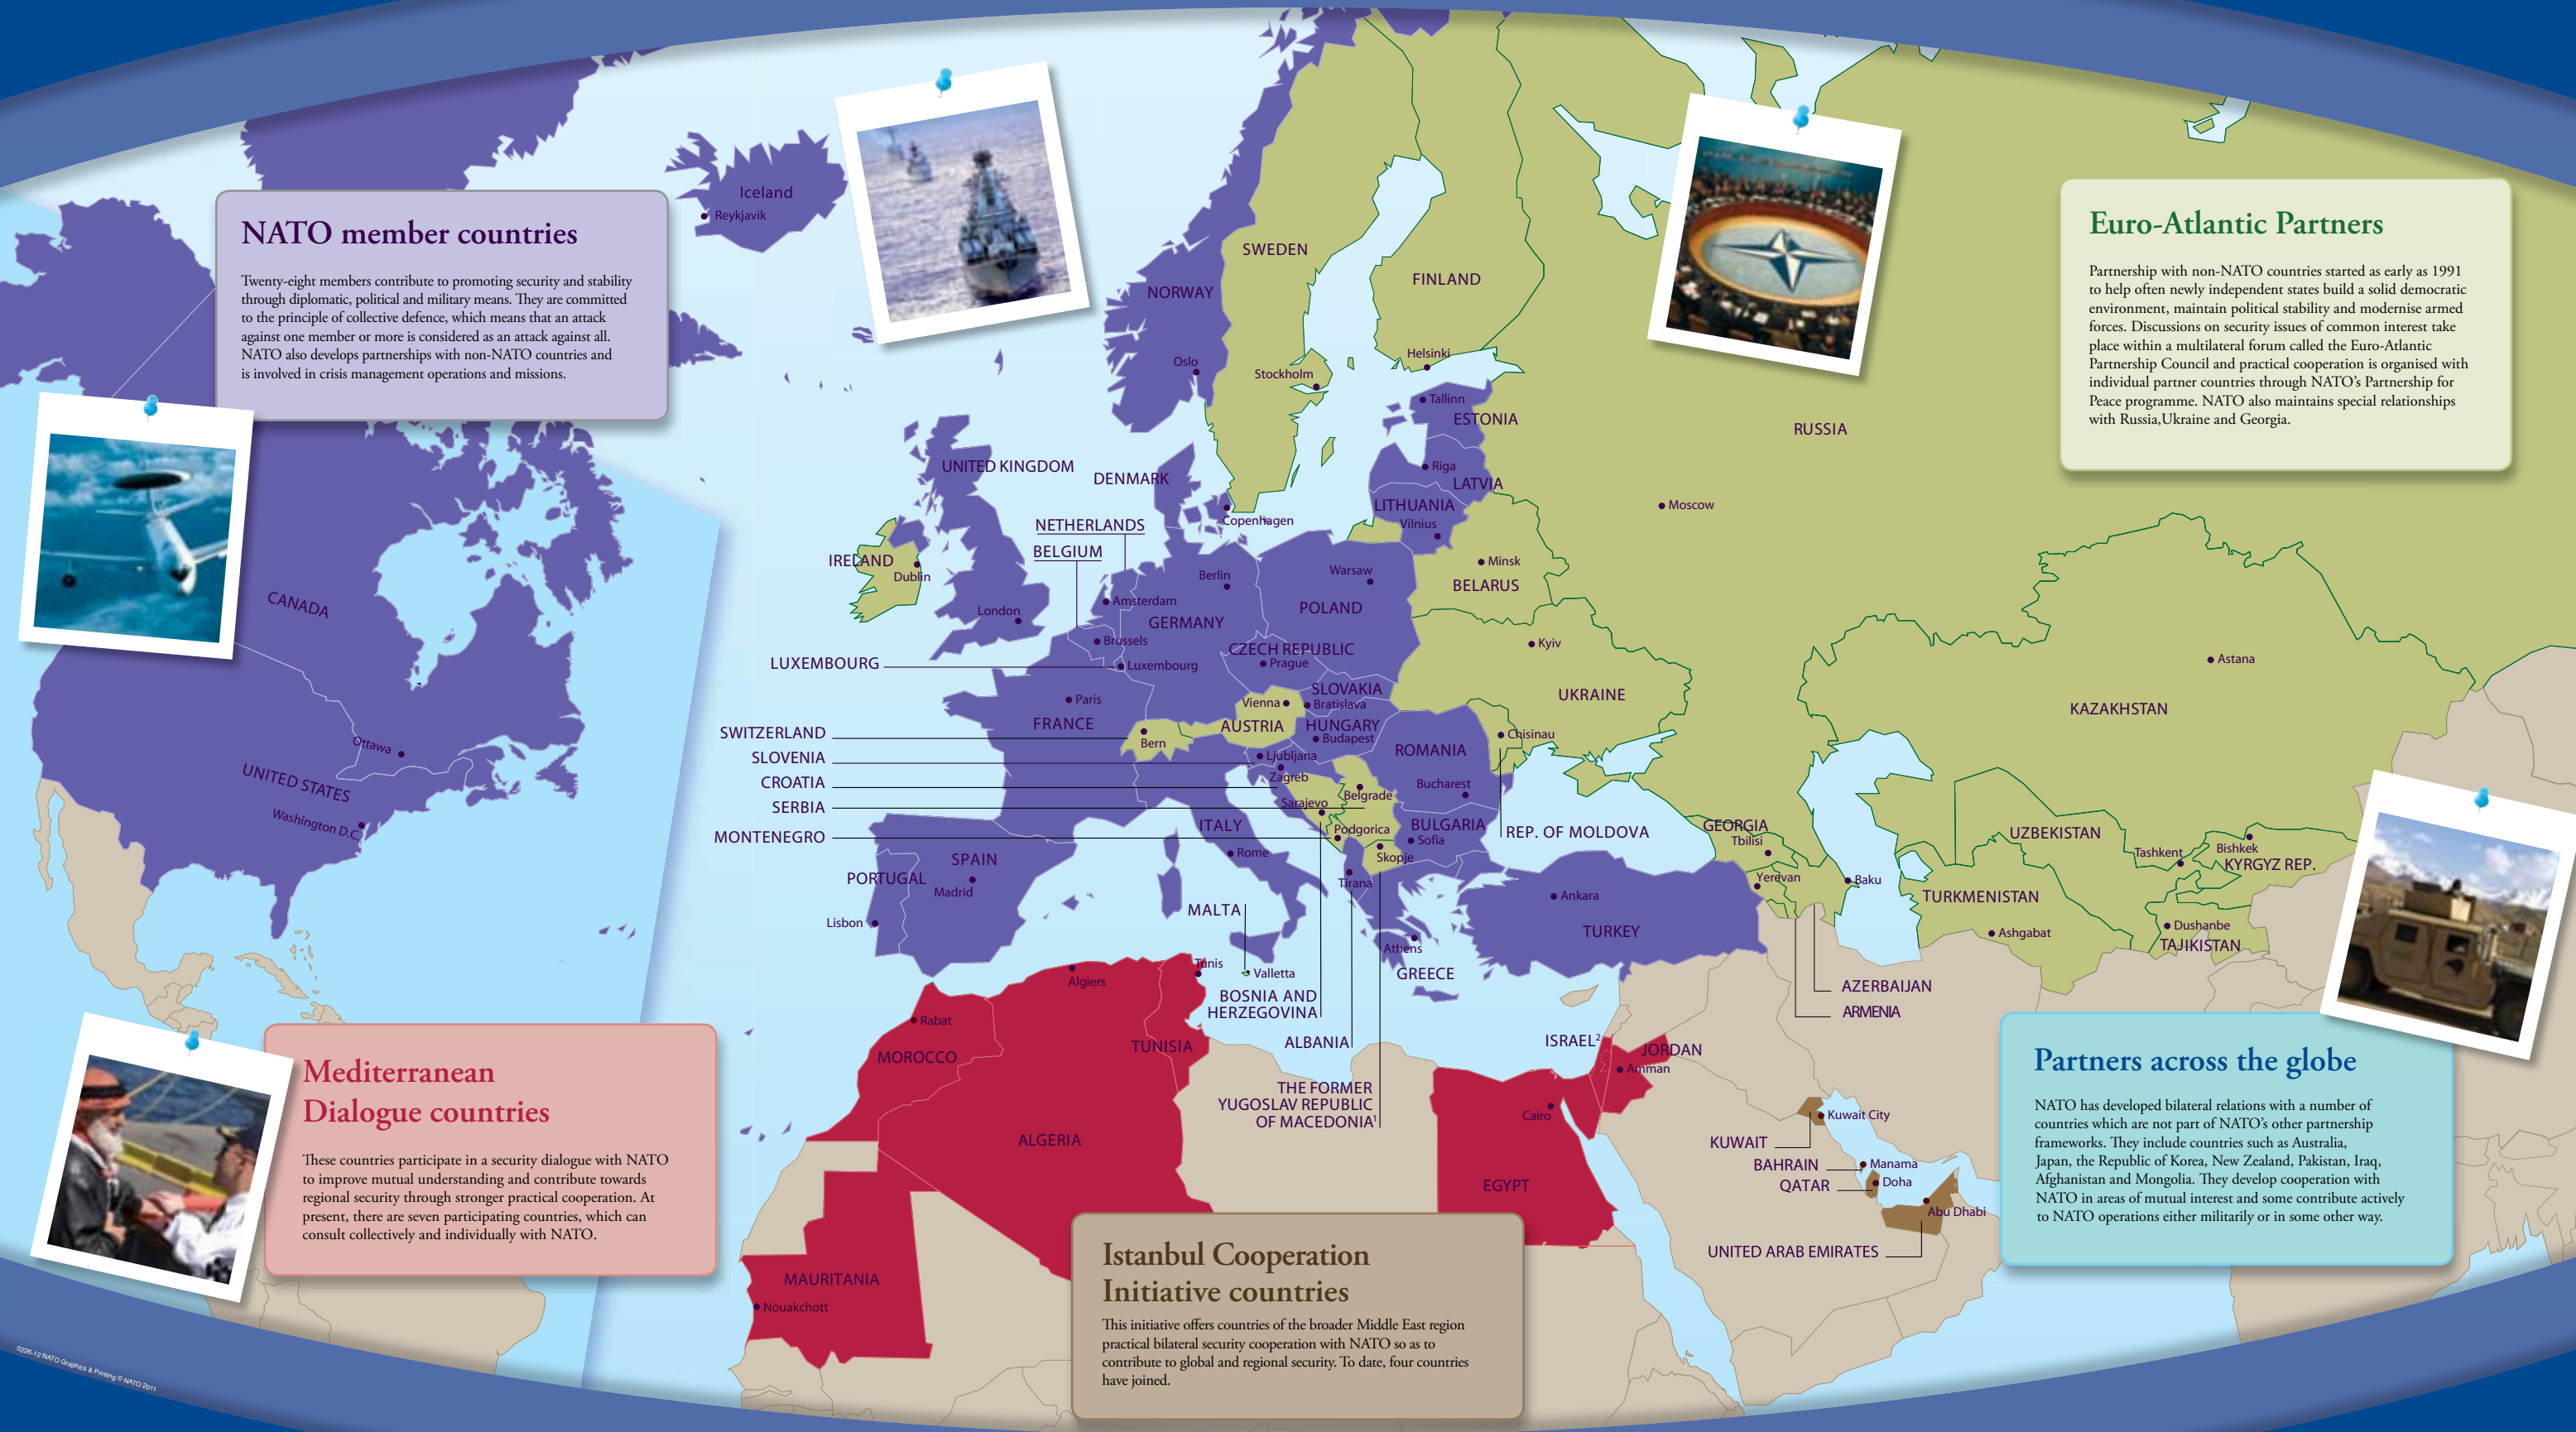 NATO member countries
Twenty-eight members contribute to promoting security and stability
through diplomatic, political and military means. They are committed
to the principle of collective defence, which means that an attack
against one member or more is considered as an attack against all.
NATO also develops partnerships with non-NATO countries and
is involved in crisis management operations and missions.
Euro-Atlantic Partners
Partnership with non-NATO countries started as early as 1991
to help often newly independent states build a solid democratic
environment, maintain political stability and modernise armed
forces. Discussions on security issues of common interest take
place within a multilateral forum called the Euro-Atlantic
Partnership Council and practical cooperation is organised with
individual partner countries through NATO's Partnership for
Peace programme. NATO also maintains special relationships
with Russia,Ukraine and Georgia.
Iceland
Reykjavik
SWEDEN
FINLAND
NORWAY
Oslo
Stockholm
Helsinki
Tallinn
ESTONIA
RUSSIA
UNITED KINGDOM
DENMARK
Riga
LATVIA
LITHUANIA
Vilnius
Moscow
Copenhagen
NETHERLANDS
BELGIUM
IRELAND
Dublin
Minsk
BELARUS
Berlin
Warsaw
Amsterdam
London
GERMANY
POLAND
CANADA
Brussels
CZECH REPUBLIC
Prague
Kyiv
LUXEMBOURG
Luxembourg
Astana
SLOVAKIA
Bratislava
UKRAINE
KAZAKHSTAN
Paris
FRANCE
Vienna
AUSTRIA
HUNGARY
Budapest
SWITZERLAND
Bern
Chisinau
Ottawa
ROMANIA
SLOVENIA
Ljubljana
UNITED STATES
CROATIA
Zagreb
Bucharest
SERBIA
Sarajevo
Belgrade
Washington D.C.
MONTENEGRO
ITALY
Podgorica
BULGARIA
Sofia
REP. OF MOLDOVA
GEORGIA
Tbilisi
UZBEKISTAN
Tashkent
Bishkek
KYRGYZ REP.
Rome
Skopje
SPAIN
PORTUGAL
Madrid
Tirana
Yerevan
Baku
TURKMENISTAN
Ankara
Lisbon
MALTA
TURKEY
Ashgabat
Dushanbe
TAJIKISTAN
Athens
GREECE
Tunis
Valletta
Algiers
AZERBAIJAN
ARMENIA
BOSNIA AND
HERZEGOVINA
Rabat
MOROCCO
TUNISIA
ALBANIA
ISRAEL²
JORDAN
Amman
THE FORMER
YUGOSLAV REPUBLIC
OF MACEDONIA¹
Cairo
ALGERIA
EGYPT
KUWAIT
Kuwait City
BAHRAIN
Manama
QATAR
Doha
Abu Dhabi
UNITED ARAB EMIRATES
MAURITANIA
Nouakchott
Mediterranean
Dialogue countries
These countries participate in a security dialogue with NATO
to improve mutual understanding and contribute towards
regional security through stronger practical cooperation. At
present, there are seven participating countries, which can
consult collectively and individually with NATO.
Istanbul Cooperation
Initiative countries
This initiative offers countries of the broader Middle East region
practical bilateral security cooperation with NATO so as to
contribute to global and regional security. To date, four countries
have joined.
Partners across the globe
NATO has developed bilateral relations with a number of
countries which are not part of NATO's other partnership
frameworks. They include countries such as Australia,
Japan, the Republic of Korea, New Zealand, Pakistan, Iraq,
Afghanistan and Mongolia. They develop cooperation with
NATO in areas of mutual interest and some contribute actively
to NATO operations either militarily or in some other way.
0226-12 NATO Graphics & Printing © NATO 2011